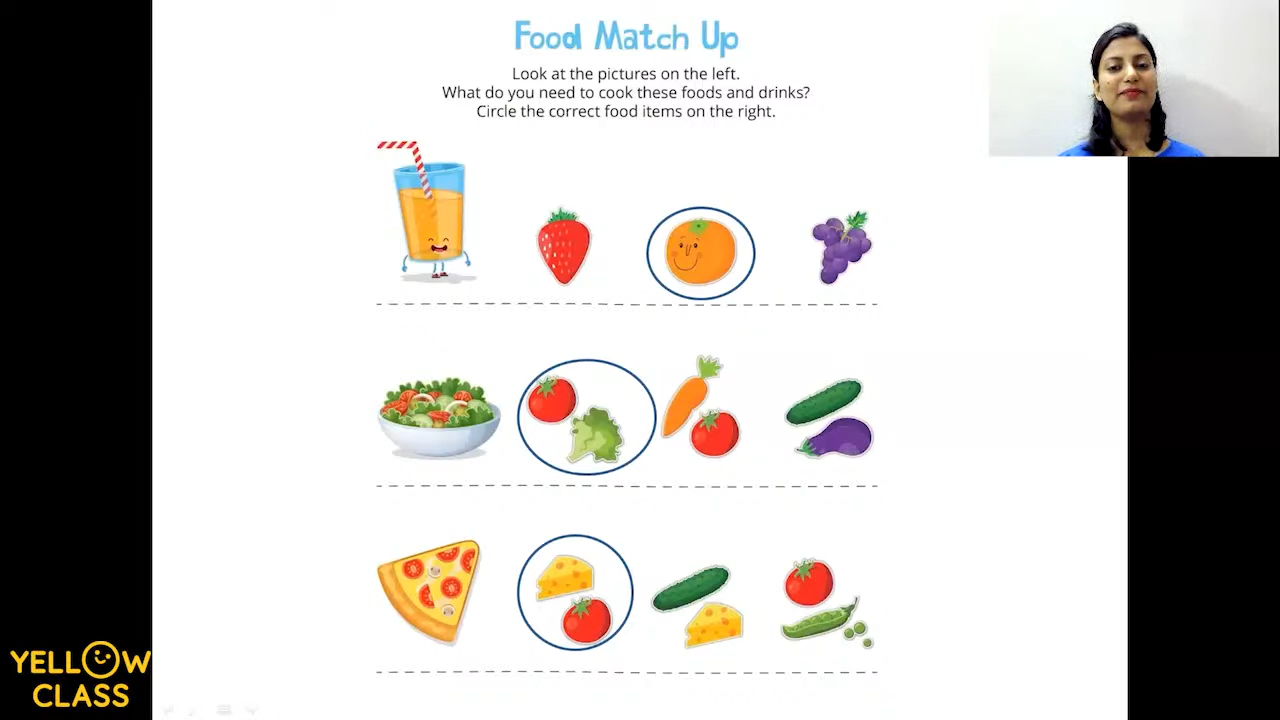 Food Match Up
Look at the pictures on the left.
What do you need to cook these foods and drinks?
Circle the correct food items on the right.
YELLOW
CLASS